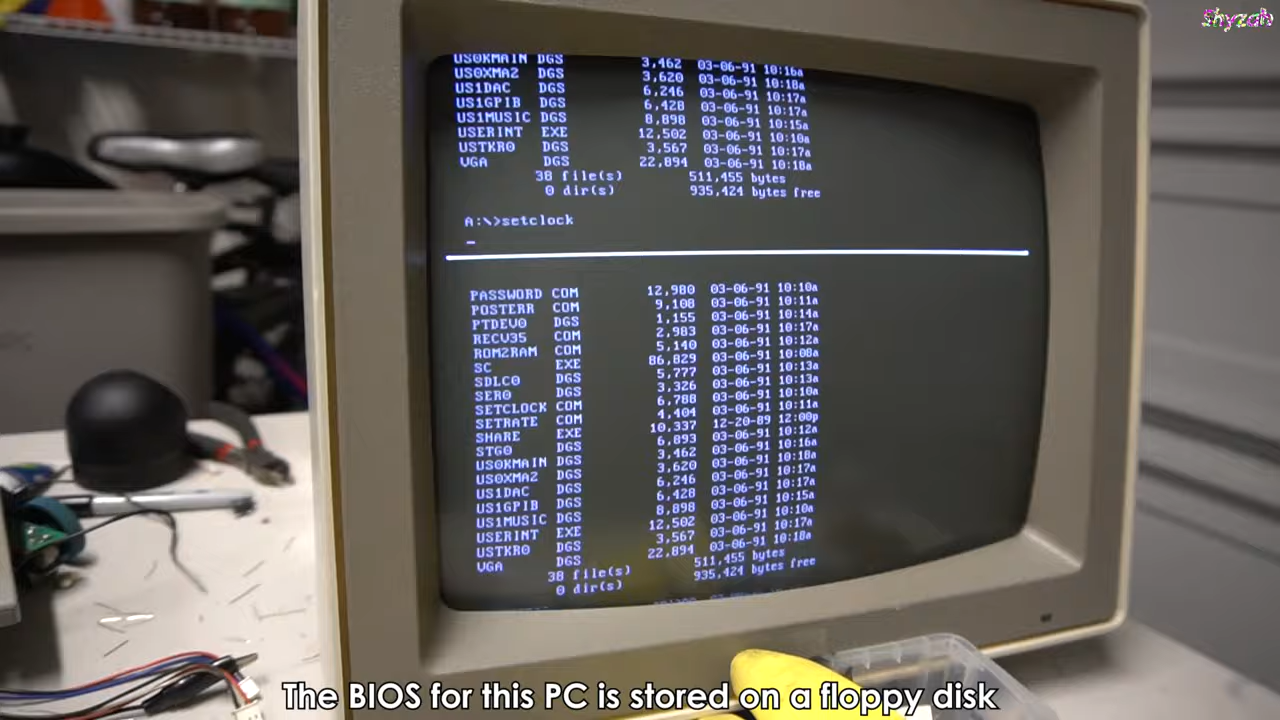 Shyzah
US0KMAIN DGS 3,462 03-06-91 10:16a
US0XMA2 DGS 3,620 03-06-91 10:18a
US1DAC DGS 6,246 03-06-91 10:17a
US1GPIB DGS 6,428 03-06-91 10:17a
US1MUSIC DGS 8,898 03-06-91 10:15a
USERINT EXE 12,502 03-06-91 10:10a
USTKR0 DGS 3,567 03-06-91 10:17a
VGA DGS 22,894 03-06-91 10:18a
38 file(s) 511,455 bytes
0 dir(s) 935,424 bytes free
A:\>setclock
PASSWORD COM 12,980 03-06-91 10:10a
POSTERR COM 9,108 03-06-91 10:11a
PTDEV0 DGS 1,155 03-06-91 10:14a
RECV35 COM 2,983 03-06-91 10:17a
ROM2RAM COM 5,140 03-06-91 10:12a
SC EXE 86,829 03-06-91 10:08a
SDLC0 DGS 5,777 03-06-91 10:13a
SER0 DGS 3,326 03-06-91 10:13a
SETCLOCK COM 6,788 03-06-91 10:10a
SETRATE COM 4,404 03-06-91 10:11a
SHARE EXE 10,337 12-20-89 12:00p
STG0 DGS 6,893 03-06-91 10:12a
US0KMAIN DGS 3,462 03-06-91 10:16a
US0XMA2 DGS 3,620 03-06-91 10:18a
US1DAC DGS 6,246 03-06-91 10:17a
US1GPIB DGS 6,428 03-06-91 10:17a
US1MUSIC DGS 8,898 03-06-91 10:15a
USERINT EXE 12,502 03-06-91 10:10a
USTKR0 DGS 3,567 03-06-91 10:17a
VGA DGS 22,894 03-06-91 10:18a
38 file(s) 511,455 bytes
0 dir(s) 935,424 bytes free
The BIOS for this PC is stored on a floppy disk